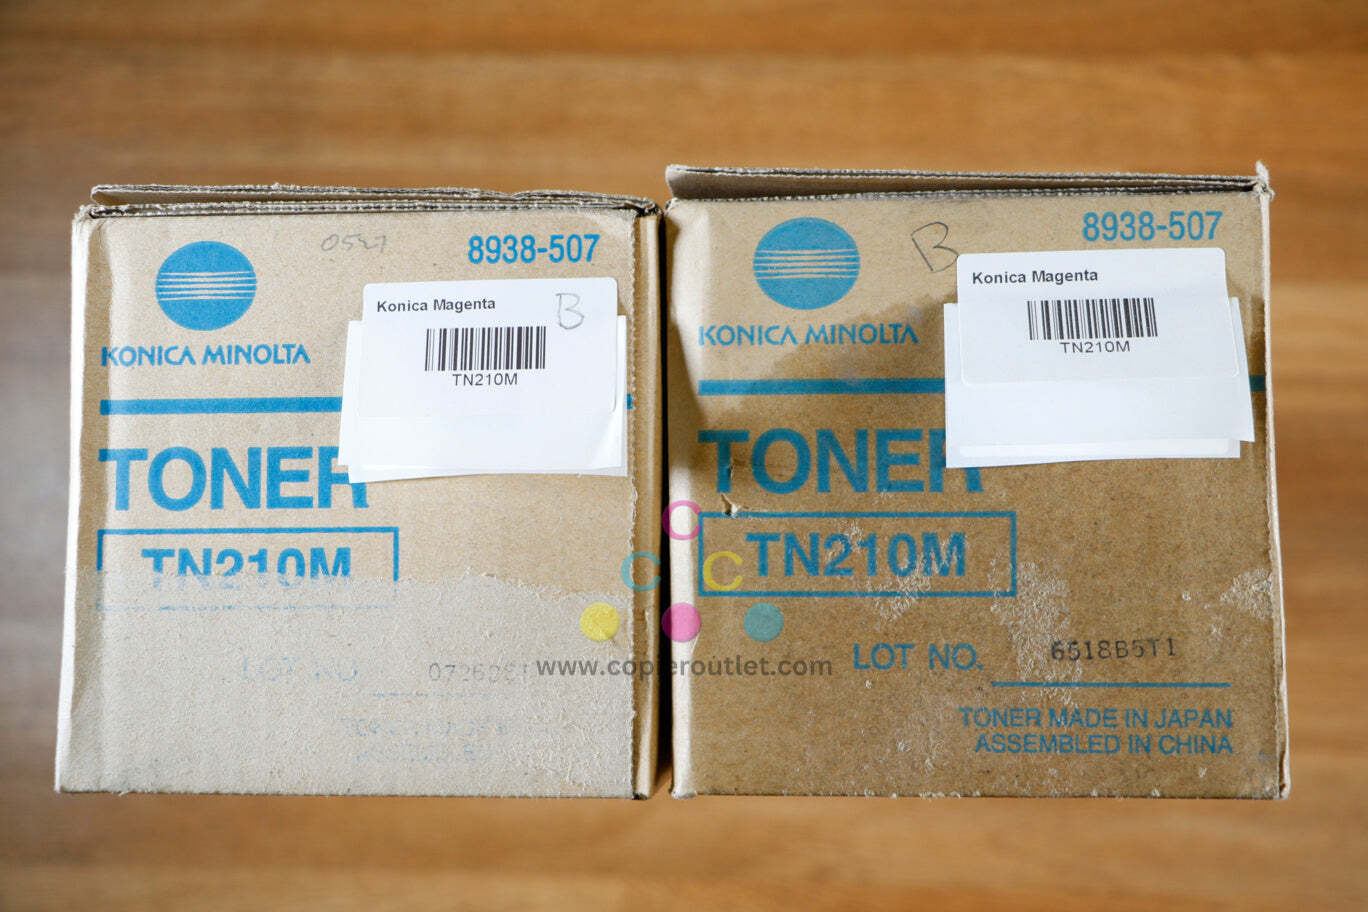 0527
8938-507
Konica Magenta
B
TN210M
KONICA MINOLTA
TONER
TN210M
LOT NO
B
8938-507
Konica Magenta
TN210M
KONICA MINOLTA
TONER
TN210M
LOT NO. 6518B5T1
TONER MADE IN JAPAN
ASSEMBLED IN CHINA
C
C C
www.copieroutlet.com